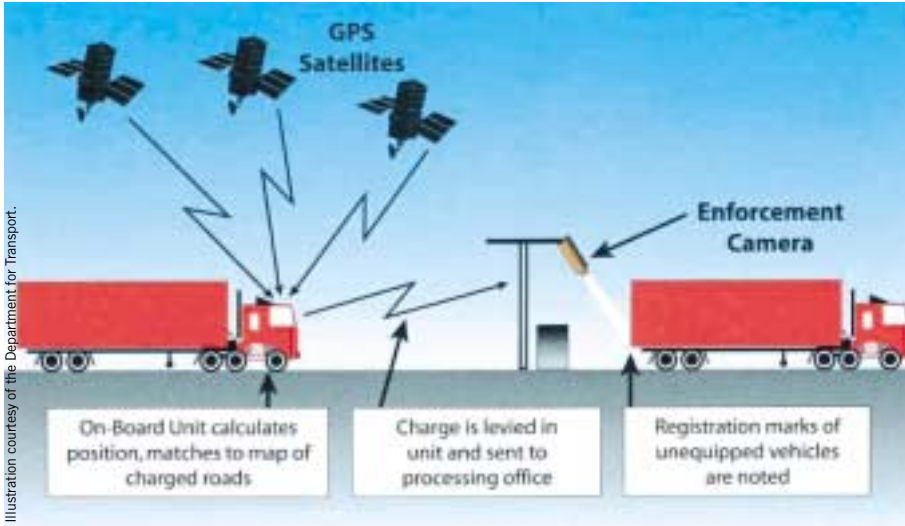 GPS
Satellites
Enforcement
Camera
On-Board Unit calculates
position, matches to map of
charged roads
Charge is levied in
unit and sent to
processing office
Registration marks of
unequipped vehicles
are noted
Illustration courtesy of the Department for Transport.